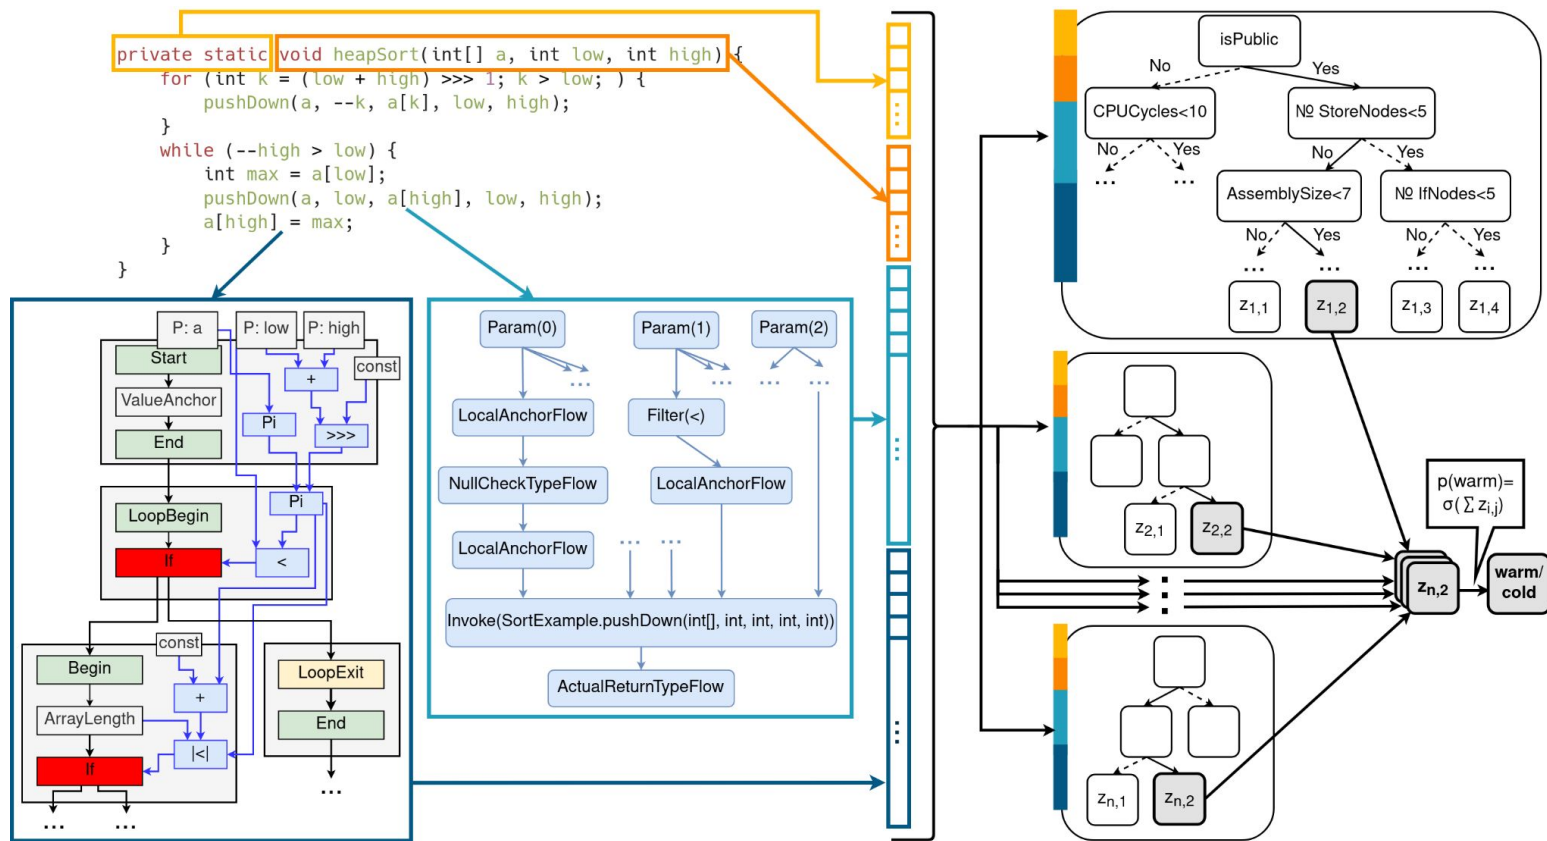 private static void heapSort(int[] a, int low, int high) {
for (int k = (low + high) >>> 1; k > low; ) {
pushDown(a, --k, a[k], low, high);
}
while (--high > low) {
int max = a[low];
pushDown(a, low, a[high], low, high);
a[high] = max;
}
}
P: a
P: low
P: high
Start
+
const
ValueAnchor
Pi
>>>
End
Pi
LoopBegin
If
<
const
Begin
+
ArrayLength
|<|
If
...
...
LoopExit
End
...
Param(0)
Param(1)
Param(2)
...
...
...
...
LocalAnchorFlow
Filter(<)
NullCheckTypeFlow
LocalAnchorFlow
LocalAnchorFlow
...
...
Invoke(SortExample.pushDown(int[], int, int, int, int))
ActualReturnTypeFlow
...
...
...
...
isPublic
No
Yes
CPUCycles<10
№ StoreNodes<5
No
Yes
No
Yes
...
...
AssemblySize<7
№ IfNodes<5
No
Yes
No
Yes
...
...
...
...
z1,1
z1,2
z1,3
z1,4
z2,1
z2,2
...
zn,1
zn,2
p(warm)=
σ(∑ zi,j)
zn,2
warm/
cold